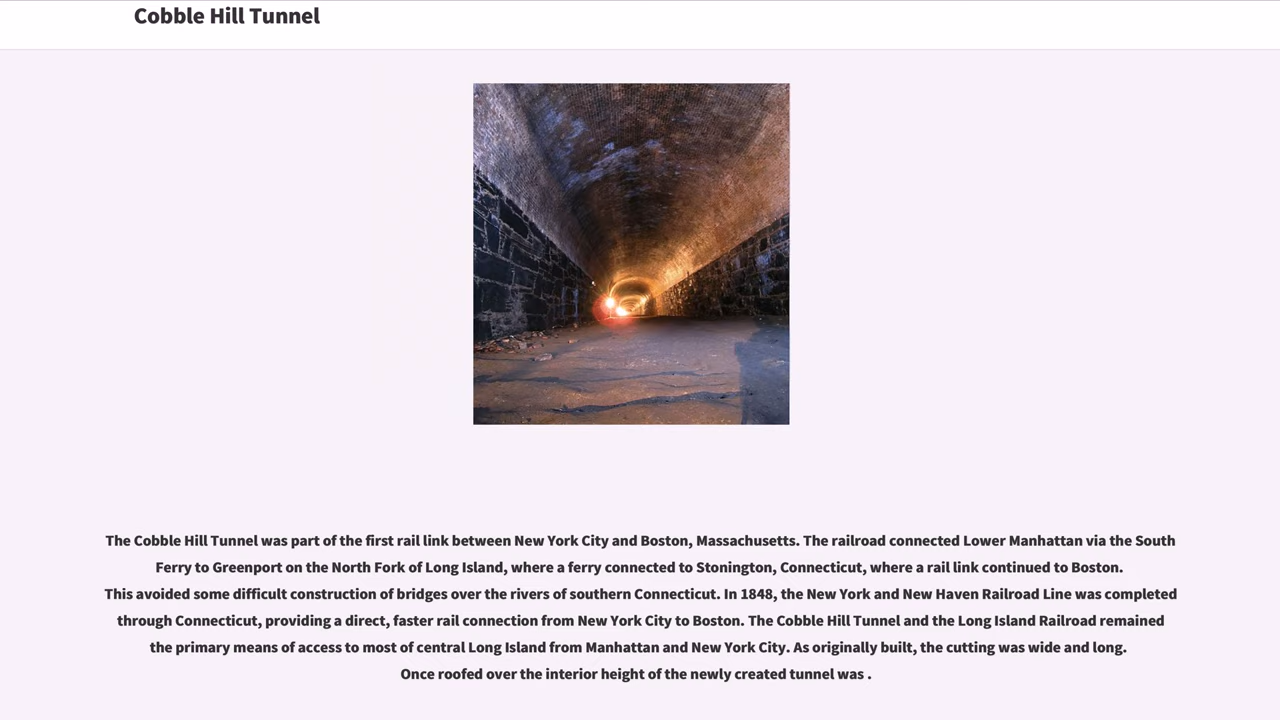 Cobble Hill Tunnel
The Cobble Hill Tunnel was part of the first rail link between New York City and Boston, Massachusetts. The railroad connected Lower Manhattan via the South
Ferry to Greenport on the North Fork of Long Island, where a ferry connected to Stonington, Connecticut, where a rail link continued to Boston.
This avoided some difficult construction of bridges over the rivers of southern Connecticut. In 1848, the New York and New Haven Railroad Line was completed
through Connecticut, providing a direct, faster rail connection from New York City to Boston. The Cobble Hill Tunnel and the Long Island Railroad remained
the primary means of access to most of central Long Island from Manhattan and New York City. As originally built, the cutting was wide and long.
Once roofed over the interior height of the newly created tunnel was .